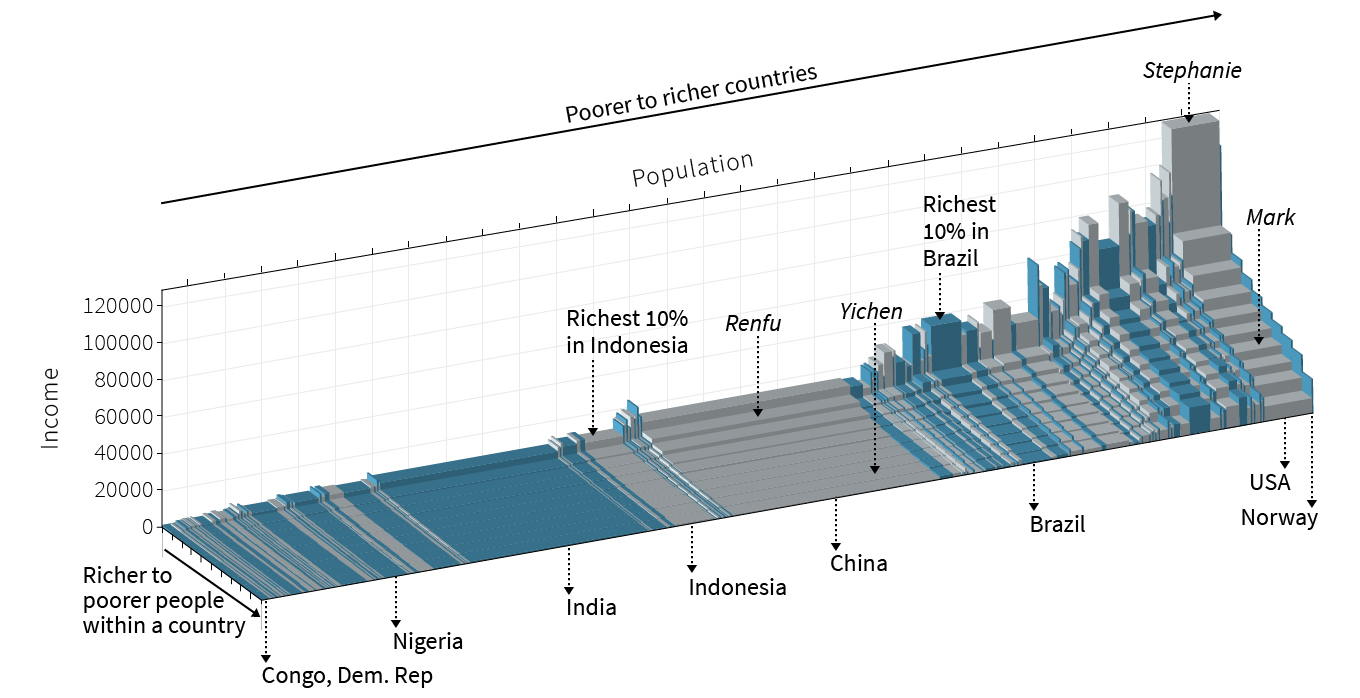 Poorer to richer countries
Population
Stephanie
Mark
Richest
10% in
Brazil
Yichen
Renfu
Richest 10%
in Indonesia
Income
120000
100000
80000
60000
40000
20000
0
Richer to
poorer people
within a country
Congo, Dem. Rep
Nigeria
India
Indonesia
China
Brazil
USA
Norway